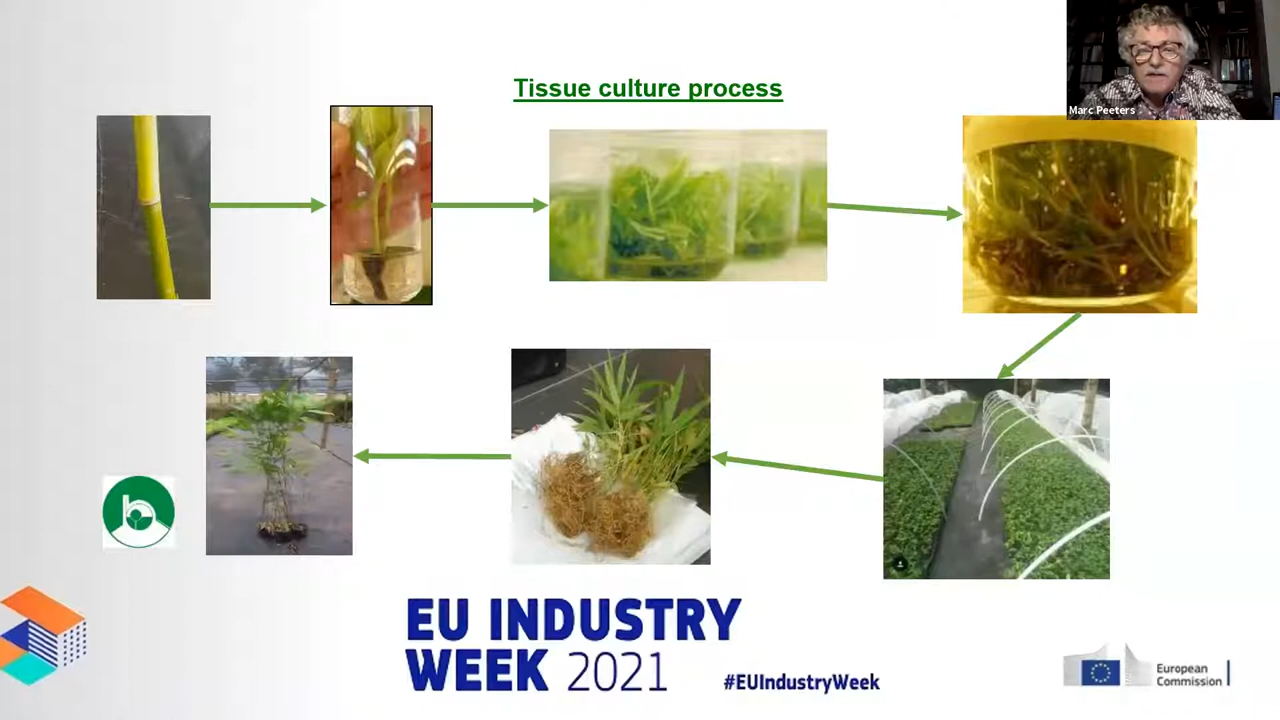 Marc Peeters
Tissue culture process
EU INDUSTRY
WEEK 2021
#EUIndustryWeek
European
Commission